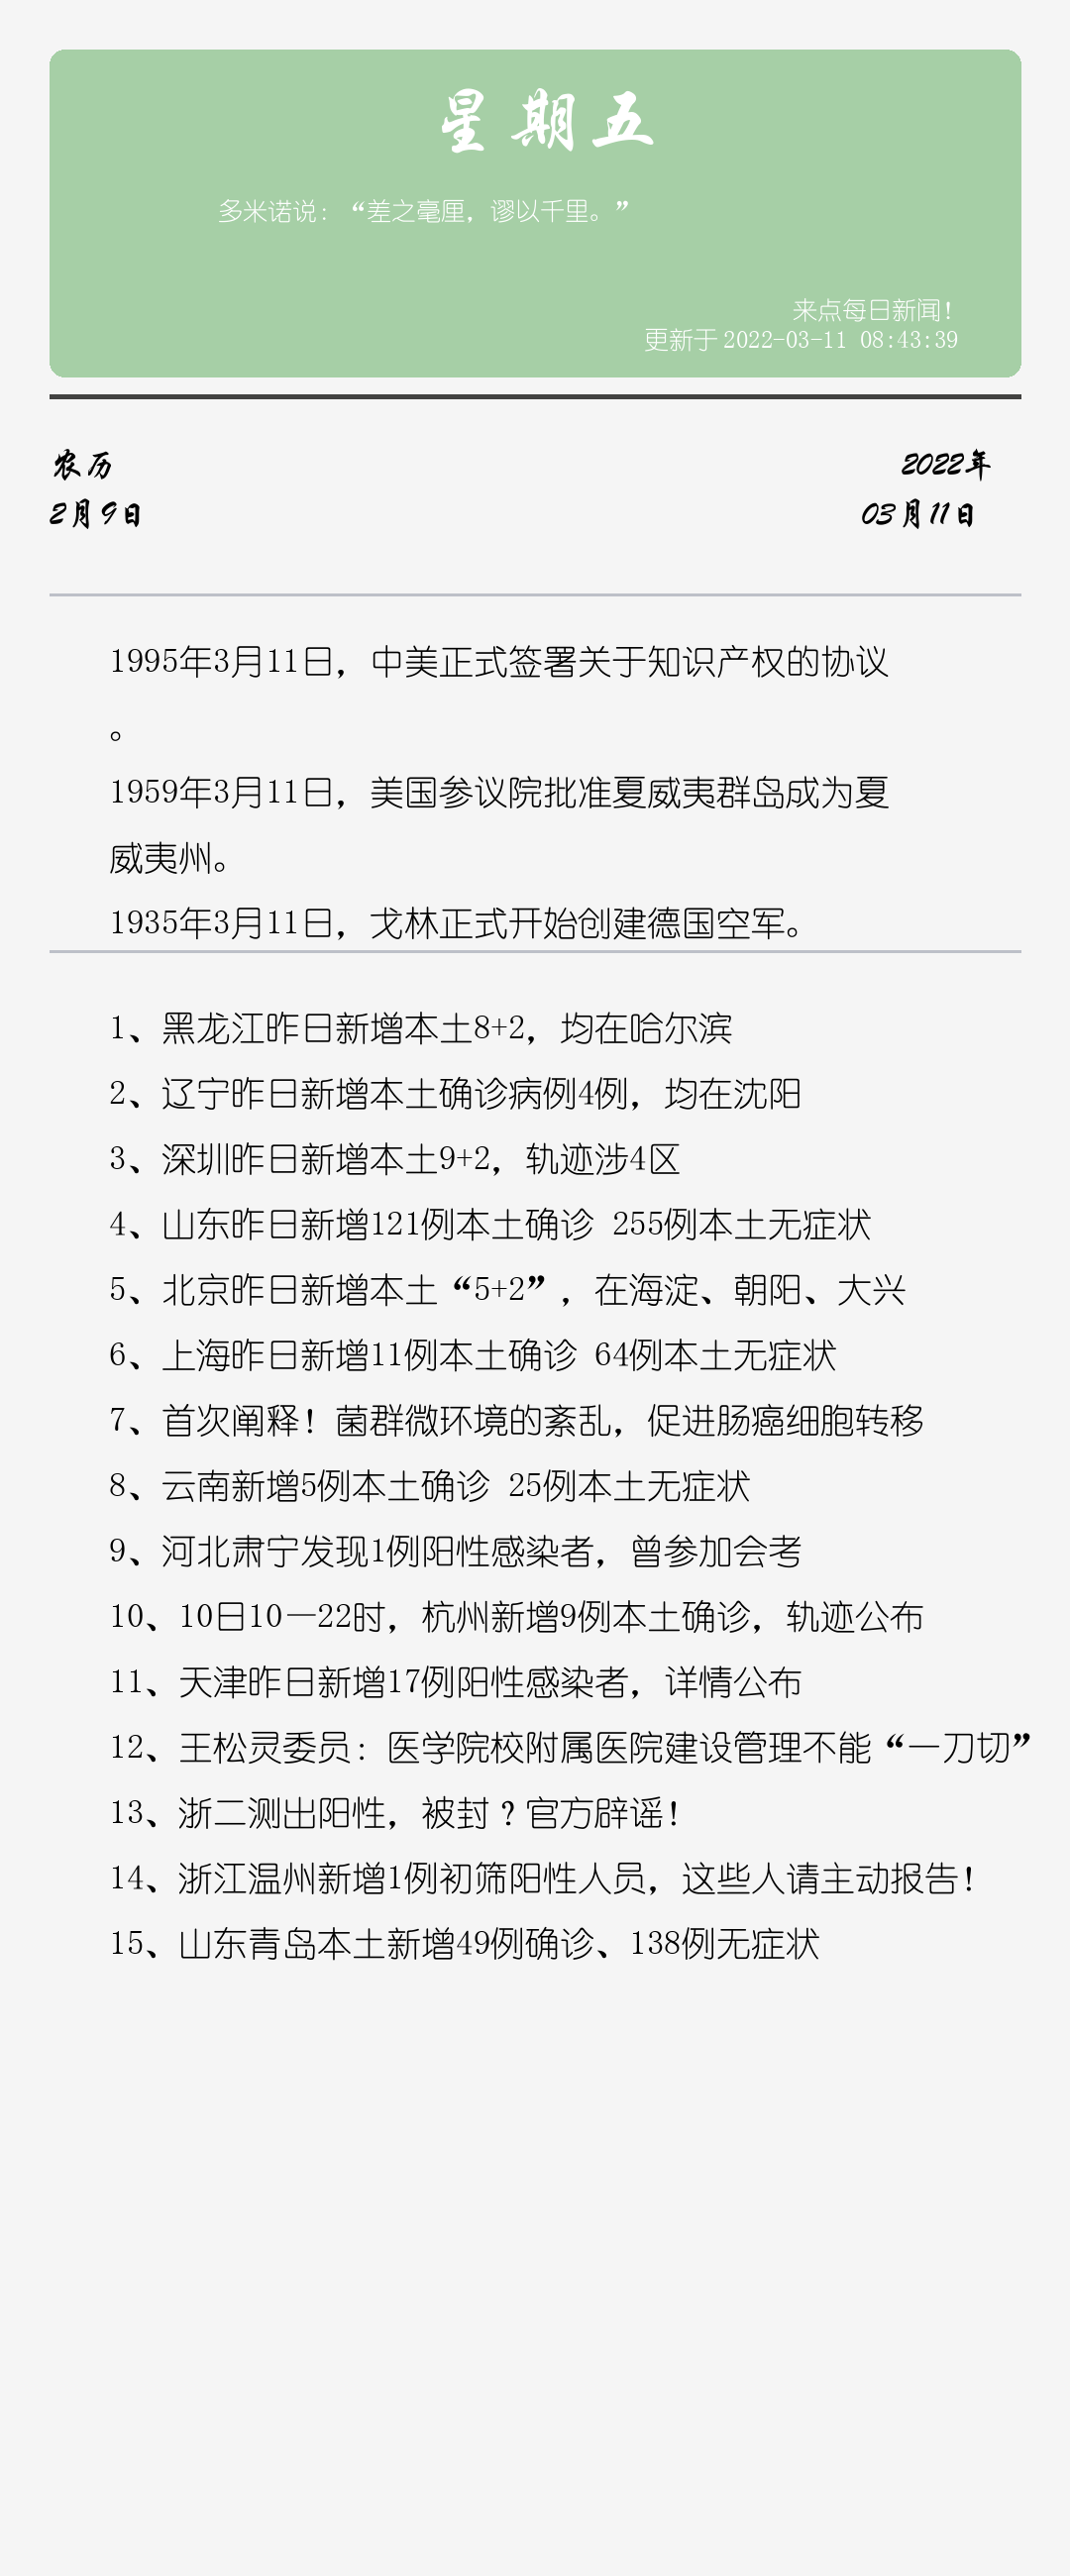 星期五
多米诺说：“差之毫厘，谬以千里。”
来点每日新闻！
更新于 2022-03-11 08:43:39
农历
2022年
2月9日
03月11日
1995年3月11日，中美正式签署关于知识产权的协议
。
1959年3月11日，美国参议院批准夏威夷群岛成为夏
威夷州。
1935年3月11日，戈林正式开始创建德国空军。
1、黑龙江昨日新增本土8+2，均在哈尔滨
2、辽宁昨日新增本土确诊病例4例，均在沈阳
3、深圳昨日新增本土9+2，轨迹涉4区
4、山东昨日新增121例本土确诊 255例本土无症状
5、北京昨日新增本土“5+2”，在海淀、朝阳、大兴
6、上海昨日新增11例本土确诊 64例本土无症状
7、首次阐释！菌群微环境的紊乱，促进肠癌细胞转移
8、云南新增5例本土确诊 25例本土无症状
9、河北肃宁发现1例阳性感染者，曾参加会考
10、10日10—22时，杭州新增9例本土确诊，轨迹公布
11、天津昨日新增17例阳性感染者，详情公布
12、王松灵委员：医学院校附属医院建设管理不能“一刀切”
13、浙二测出阳性，被封？官方辟谣！
14、浙江温州新增1例初筛阳性人员，这些人请主动报告！
15、山东青岛本土新增49例确诊、138例无症状